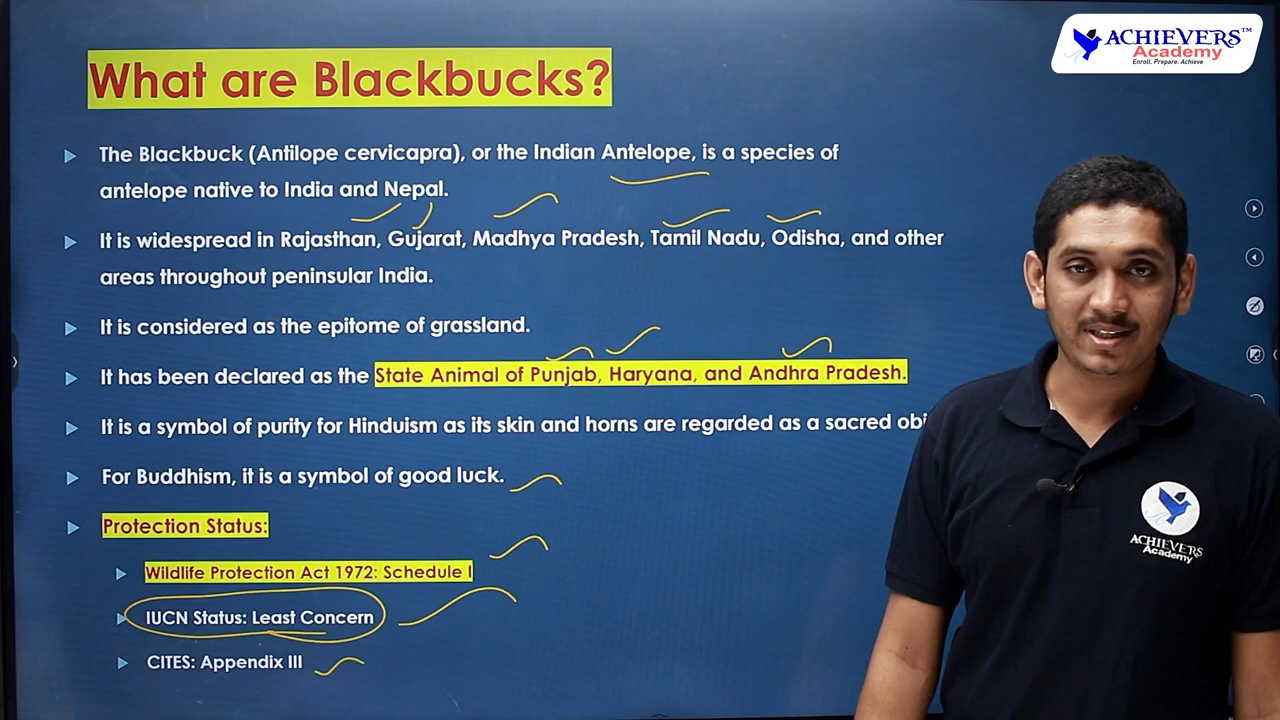 What are Blackbucks?
ACHIEVERS™
Academy
Enroll. Prepare. Achieve
The Blackbuck (Antilope cervicapra), or the Indian Antelope, is a species of
antelope native to India and Nepal.
It is widespread in Rajasthan, Gujarat, Madhya Pradesh, Tamil Nadu, Odisha, and other
areas throughout peninsular India.
It is considered as the epitome of grassland.
It has been declared as the State Animal of Punjab, Haryana, and Andhra Pradesh.
It is a symbol of purity for Hinduism as its skin and horns are regarded as a sacred
For Buddhism, it is a symbol of good luck.
Protection Status:
Wildlife Protection Act 1972: Schedule I
IUCN Status: Least Concern
CITES: Appendix III
ACHIEVERS
Academy